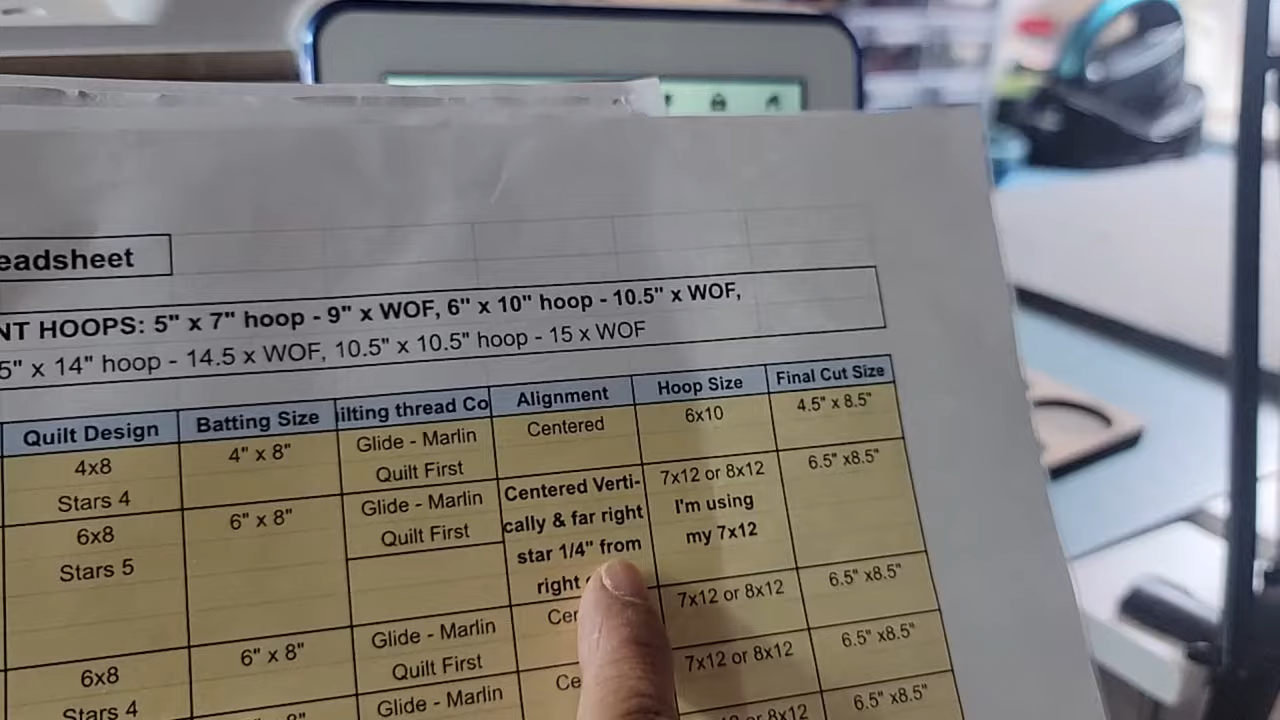 eadsheet
NT HOOPS: 5" x 7" hoop - 9" x WOF, 6" x 10" hoop - 10.5" x WOF,
5" x 14" hoop - 14.5 x WOF, 10.5" x 10.5" hoop - 15 x WOF
Quilt Design Batting Size ilting thread Co Alignment Hoop Size Final Cut Size
4x8 4" x 8" Glide - Marlin Centered 6x10 4.5" x 8.5"
Stars 4 Quilt First
6x8 6" x 8" Glide - Marlin Centered Verti- 7x12 or 8x12 6.5" x8.5"
Stars 5 Quilt First cally & far right I'm using
star 1/4" from my 7x12
right
6x8 6" x 8" Glide - Marlin Cer 7x12 or 8x12 6.5" x8.5"
Stars 4 Quilt First
Glide - Marlin Ce 7x12 or 8x12 6.5" x8.5"
or 8x12 6.5" x8.5"